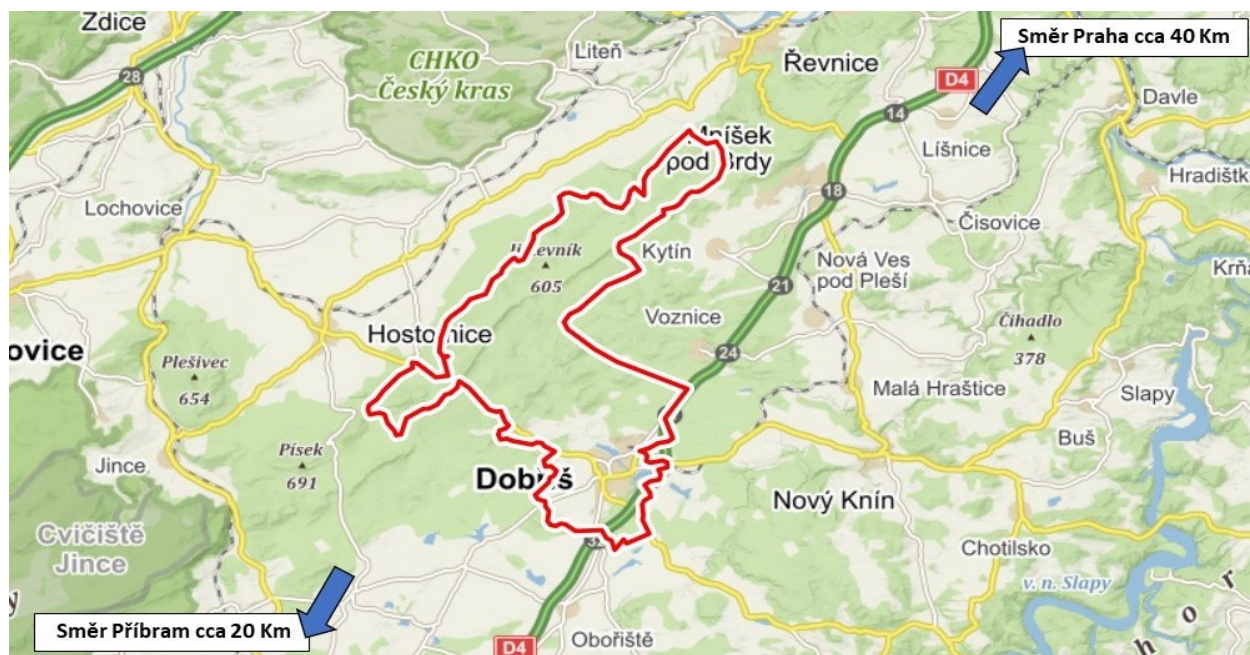 Zdice
Směr Praha cca 40 Km
Liteň
Řevnice
CHKO
Český kras
28
D4
Davle
14
Líšnice
Mníšek
pod Brdy
Hradištk
18
Lochovice
Čisovice
Kytín
Nová Ves
pod Pleší
605
21
Voznice
Čihadlo
378
Hostomice
ovice
24
Plešivec
654
Malá Hraštice
Slapy
Buš
Písek
691
Jince
Dobříš
Nový Knín
Cvičiště
Jince
Chotilsko
v. n. Slapy
Směr Příbram cca 20 Km
D4
Obořiště
h o r